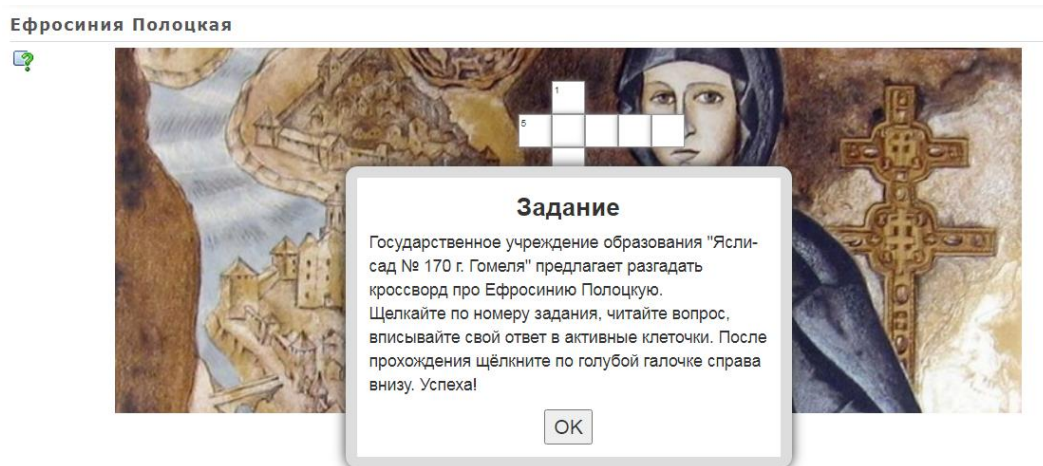 Ефросиния Полоцкая
1
5
Задание
Государственное учреждение образования "Ясли-
сад № 170 г. Гомеля" предлагает разгадать
кроссворд про Ефросинию Полоцкую.
Щелкайте по номеру задания, читайте вопрос,
вписывайте свой ответ в активные клеточки. После
прохождения щёлкните по голубой галочке справа
внизу. Успеха!
OK